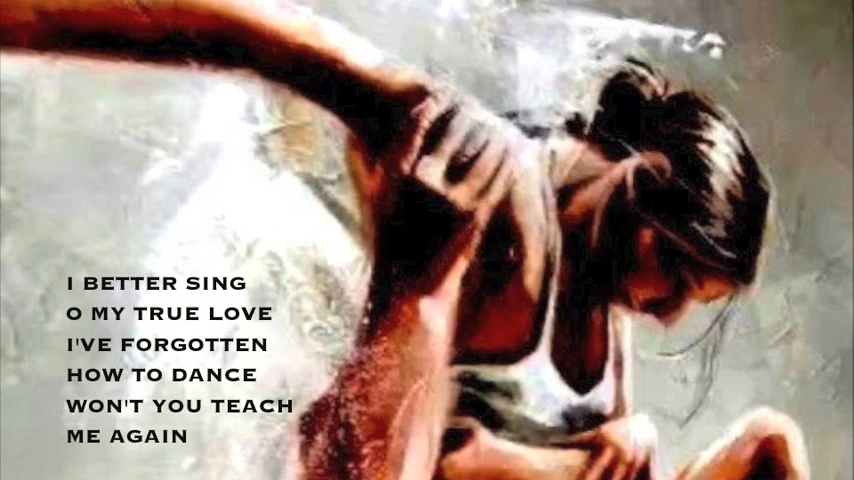 I BETTER SING
O MY TRUE LOVE
I'VE FORGOTTEN
HOW TO DANCE
WON'T YOU TEACH
ME AGAIN